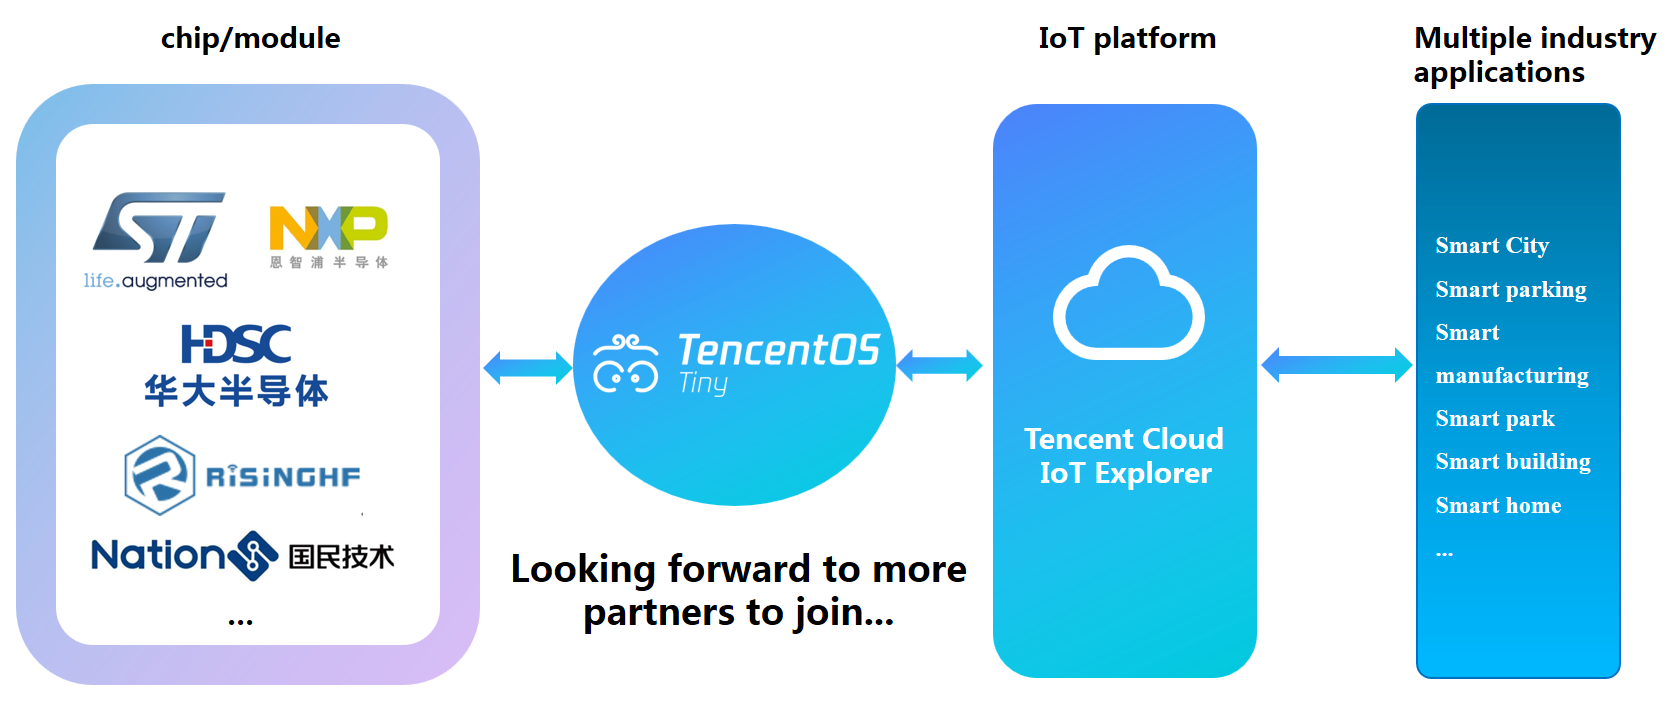 chip/module
IoT platform
Multiple industry
applications
ST
life.augmented
NXP
恩智浦半导体
HDSC
华大半导体
RiSiNGHF
Nation
国民技术
...
TencentOS
Tiny
Looking forward to more
partners to join...
Tencent Cloud
IoT Explorer
Smart City
Smart parking
Smart
manufacturing
Smart park
Smart building
Smart home
...